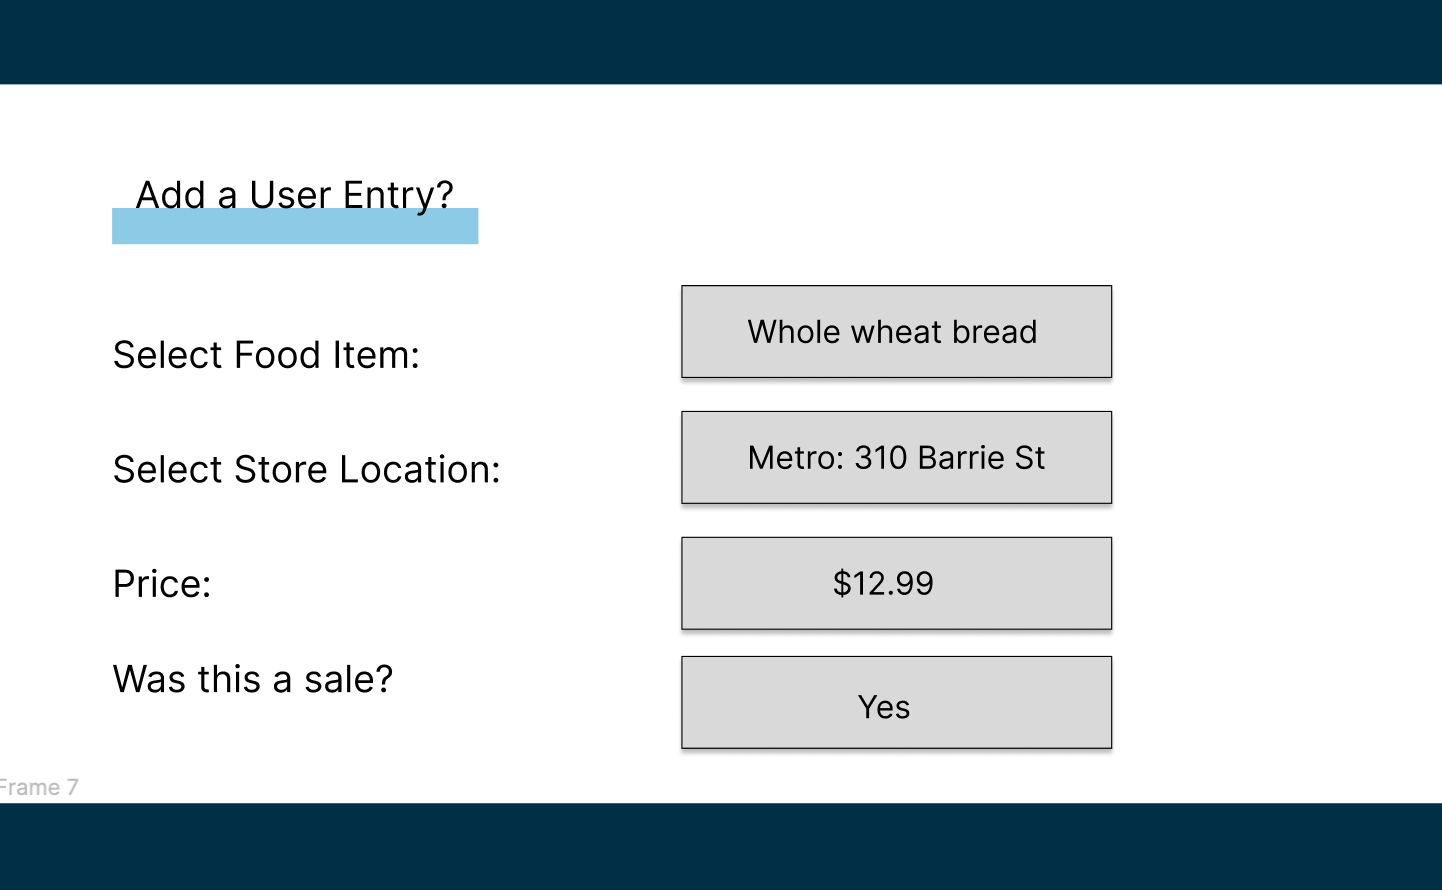 Add a User Entry?
Select Food Item:
Whole wheat bread
Select Store Location:
Metro: 310 Barrie St
Price:
$12.99
Was this a sale?
Yes
Frame 7